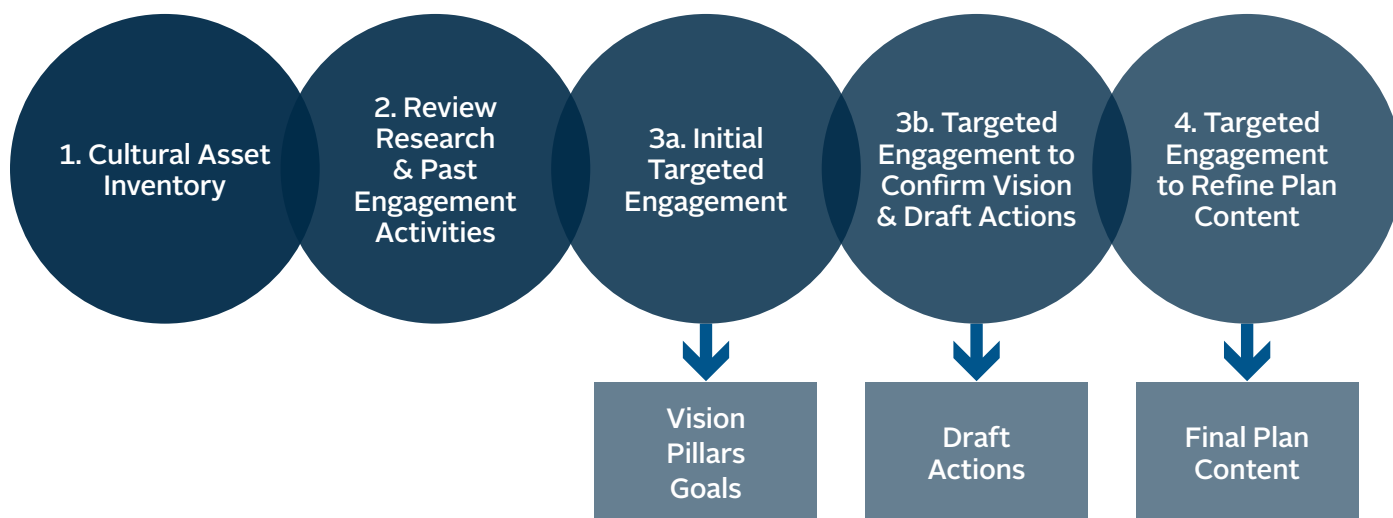 1. Cultural Asset
Inventory
2. Review
Research
& Past
Engagement
Activities
3a. Initial
Targeted
Engagement
3b. Targeted
Engagement to
Confirm Vision
& Draft Actions
4. Targeted
Engagement
to Refine Plan
Content
Vision
Pillars
Goals
Draft
Actions
Final Plan
Content